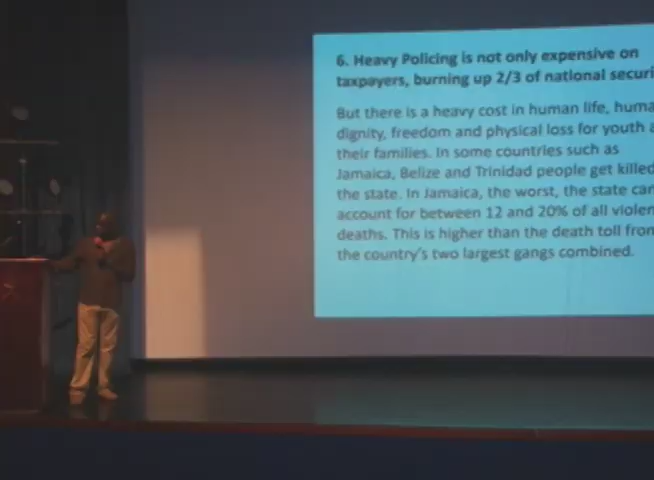 6. Heavy Policing is not only expensive on
taxpayers, burning up 2/3 of national securi
But there is a heavy cost in human life, huma
dignity, freedom and physical loss for youth a
their families. In some countries such as
Jamaica, Belize and Trinidad people get killed
the state. In Jamaica, the worst, the state can
account for between 12 and 20% of all violen
deaths. This is higher than the death toll from
the country's two largest gangs combined.